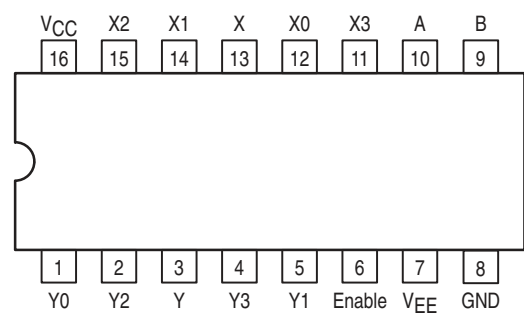 VCC X2 X1 X X0 X3 A B
16 15 14 13 12 11 10 9
1 2 3 4 5 6 7 8
Y0 Y2 Y Y3 Y1 Enable VEE GND